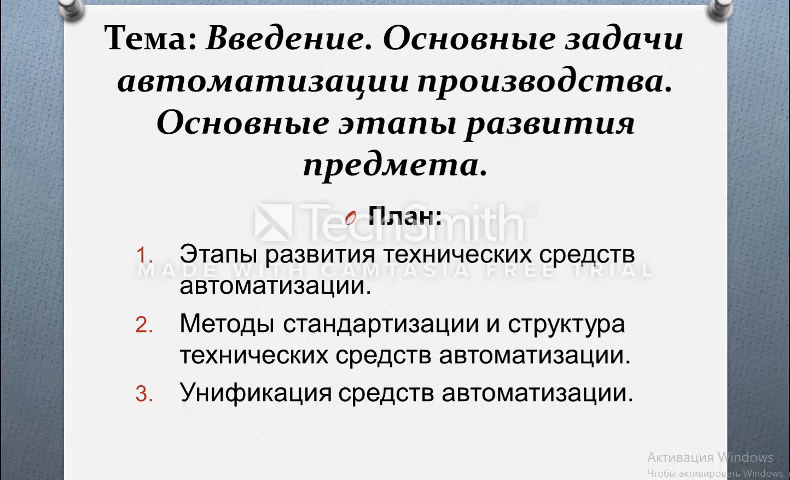 Тема: Введение. Основные задачи
автоматизации производства.
Основные этапы развития
предмета.
План:
TechSmith
1. Этапы развития технических средств
MADE WITH CAMTASIA FREE TRIAL
автоматизации.
2. Методы стандартизации и структура
технических средств автоматизации.
3. Унификация средств автоматизации.
Активация Windows
Чтобы активировать Windows,